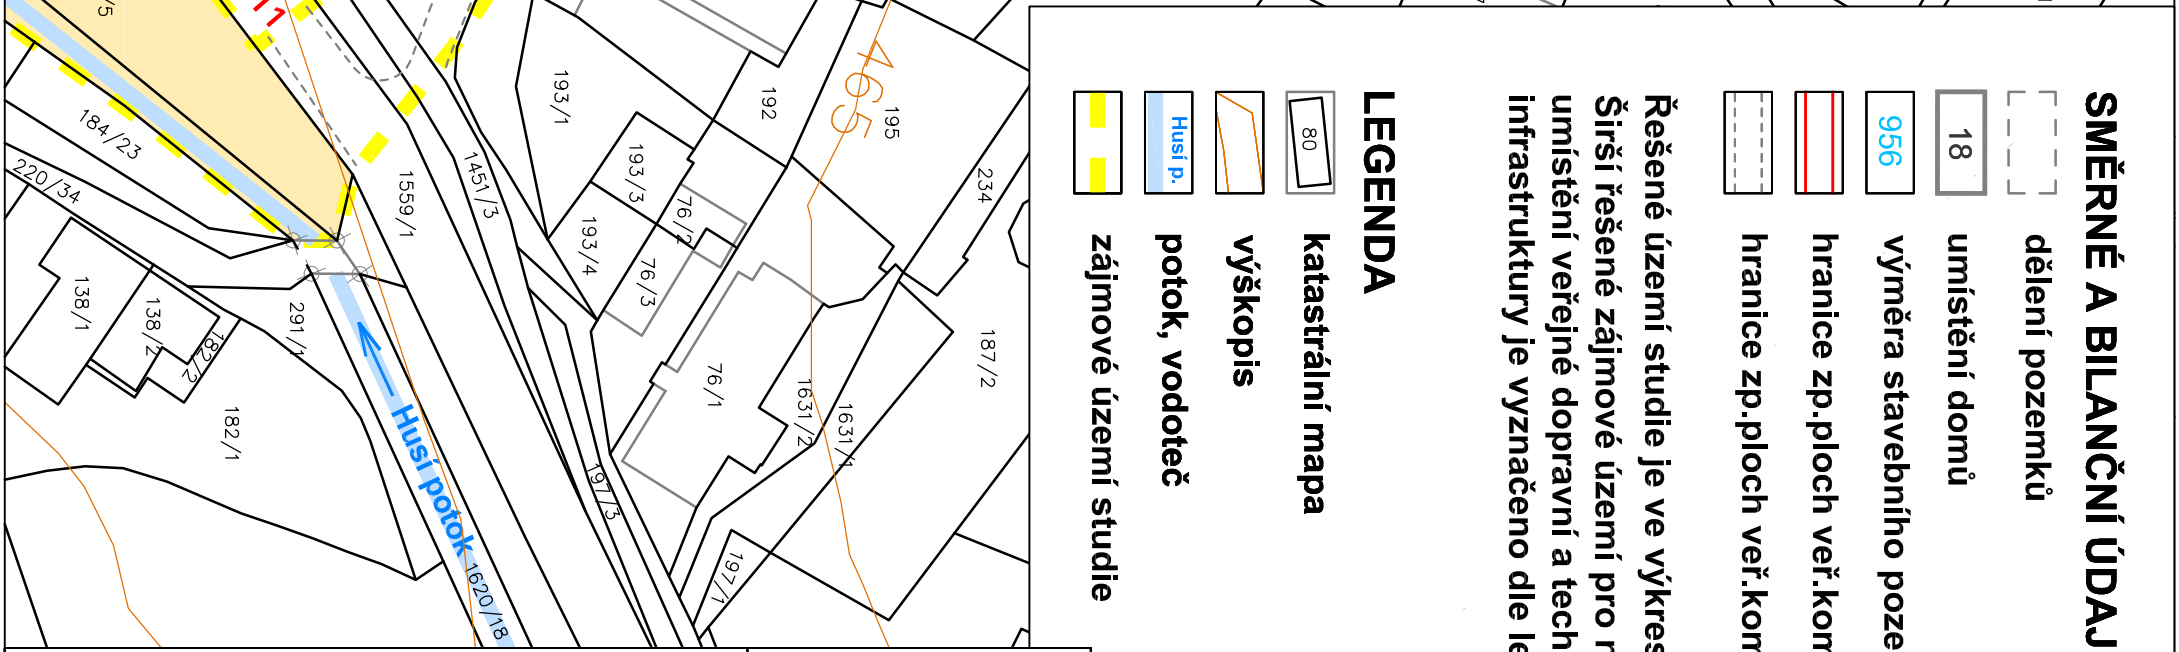 SMĚRNÉ A BILANČNÍ ÚDAJ
dělení pozemků
18 umístění domů
956 výměra stavebního poze
hranice zp.ploch veř.kom
hranice zp.ploch veř.kom
Řešené území studie je ve výkres
Širší řešené zájmové území pro
umístění veřejné dopravní a tech
infrastruktury je vyznačeno dle le
LEGENDA
80 katastrální mapa
výškopis
Husí p. potok, vodoteč
zájmové území studie
195
234
187/2
465
192
193/1
193/3
193/4
76/2
76/3
76/1
1631/2
1631/1
197/1
197/3
1451/3
1559/1
11
184/23
220/34
138/1
138/2
182/2
291/1
182/1
Husí potok
1620/18